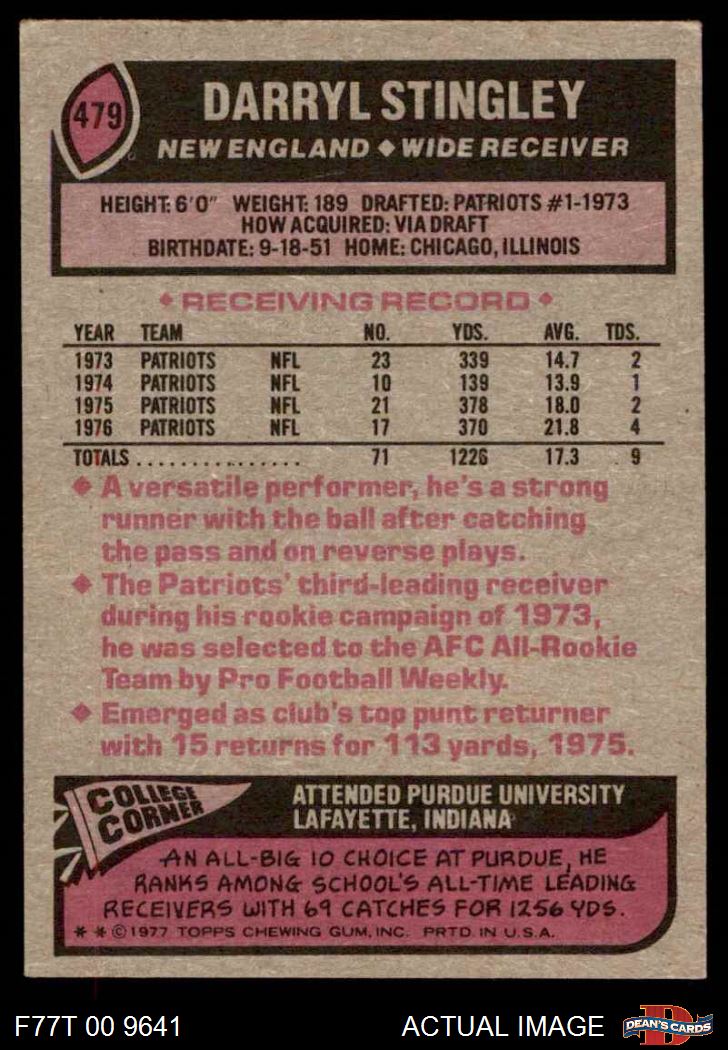 479
DARRYL STINGLEY
NEW ENGLAND ◆ WIDE RECEIVER
HEIGHT: 6'0" WEIGHT: 189 DRAFTED: PATRIOTS #1-1973
HOW ACQUIRED: VIA DRAFT
BIRTHDATE: 9-18-51 HOME: CHICAGO, ILLINOIS
◆ RECEIVING RECORD ◆
YEAR TEAM NO. YDS. AVG. TDS.
1973 PATRIOTS NFL 23 339 14.7 2
1974 PATRIOTS NFL 10 139 13.9 1
1975 PATRIOTS NFL 21 378 18.0 2
1976 PATRIOTS NFL 17 370 21.8 4
TOTALS ................ 71 1226 17.3 9
◆ A versatile performer, he's a strong
runner with the ball after catching
the pass and on reverse plays.
◆ The Patriots' third-leading receiver
during his rookie campaign of 1973,
he was selected to the AFC All-Rookie
Team by Pro Football Weekly.
◆ Emerged as club's top punt returner
with 15 returns for 113 yards, 1975.
COLLEGE
CORNER
ATTENDED PURDUE UNIVERSITY
LAFAYETTE, INDIANA
AN ALL-BIG 10 CHOICE AT PURDUE, HE
RANKS AMONG SCHOOL'S ALL-TIME LEADING
RECEIVERS WITH 69 CATCHES FOR 1256 YDS.
* * © 1977 TOPPS CHEWING GUM, INC. PRTD IN U.S.A.
F77T 00 9641 ACTUAL IMAGE
D
DEAN'S CARDS